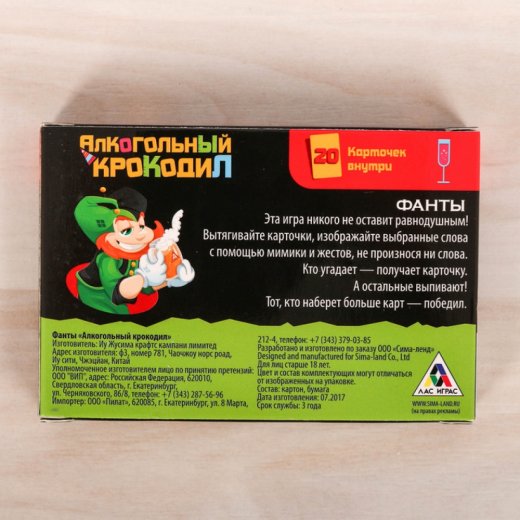 Алкогольный
крокодил
20
Карточек
внутри
ФАНТЫ
Эта игра никого не оставит равнодушным!
Вытягивайте карточки, изображайте выбранные слова
с помощью мимики и жестов, не произнося ни слова.
Кто угадает — получает карточку.
А остальные выпивают!
Тот, кто наберет больше карт — победил.
Фанты «Алкогольный крокодил»
Изготовитель: Иу Жусима крафтс кампани лимитед
Адрес изготовителя: ф3, номер 781, Чаочжоу норс роад,
Иу сити, Чжэцзян, Китай
Уполномоченное изготовителем лицо по принятию претензий:
ООО "ВИП", адрес: Российская Федерация, 620010,
Свердловская область, г. Екатеринбург,
ул. Черняховского, 86/8, телефон: +7 (343) 287-56-96
Импортер: ООО «Пилат», 620085, г. Екатеринбург, ул. 8 Марта,
212-4, телефон: +7 (343) 379-03-85
Разработано и изготовлено по заказу ООО «Сима-ленд»
Designed and manufactured for Sima-land Co., Ltd
Для лиц старше 18 лет.
Цвет и состав комплектующих могут отличаться
от изображенных на упаковке.
Состав: картон, бумага
Дата изготовления: 07.2017
Срок службы: 3 года
ЛАС ИГРАС
WWW.SIMA-LAND.RU
(на правах рекламы)